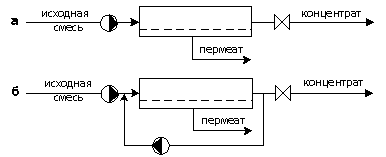 а
исходная
смесь
концентрат
пермеат
б
исходная
смесь
концентрат
пермеат